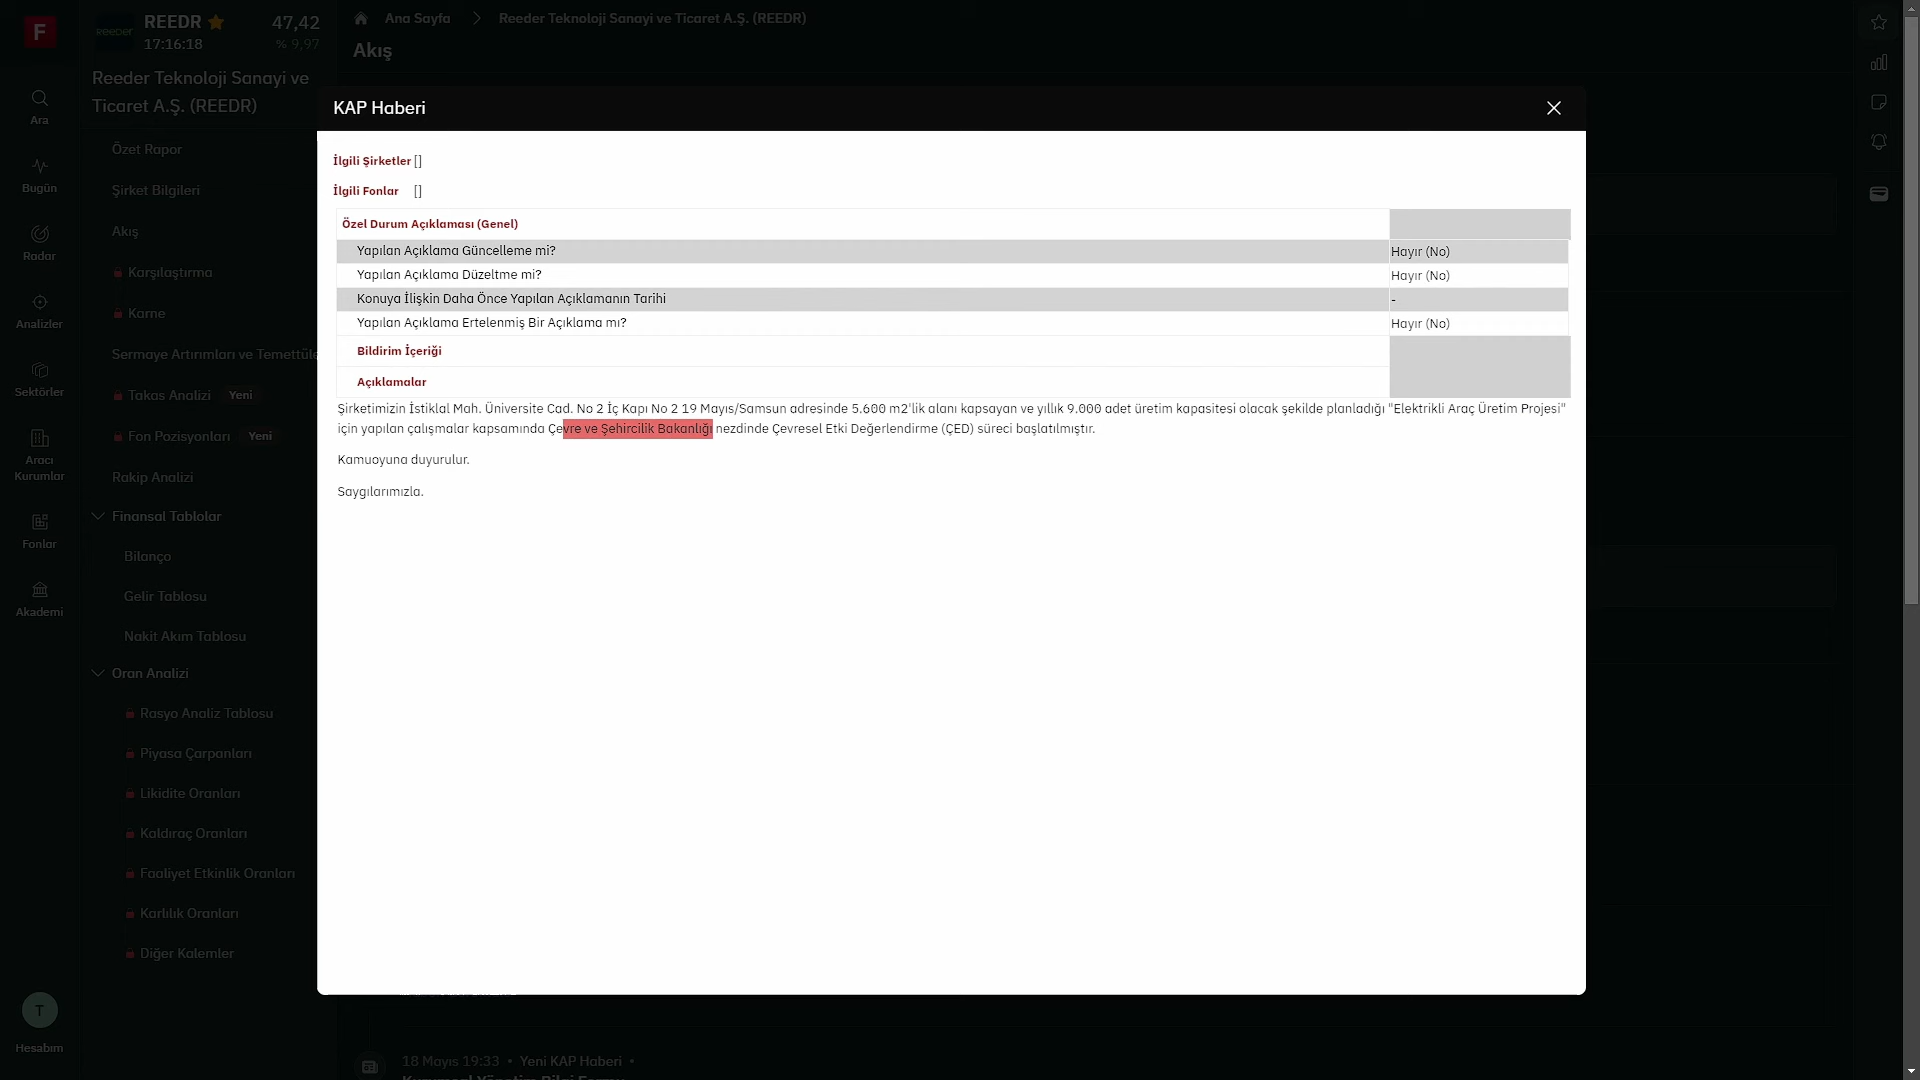 F
reeder
REEDR
47,42
17:16:18
% 9,97
Ana Sayfa
Reeder Teknoloji Sanayi ve Ticaret A.Ş. (REEDR)
Akış
Reeder Teknoloji Sanayi ve
Ticaret A.Ş. (REEDR)
Ara
Bugün
Radar
Analizler
Sektörler
Aracı
Kurumlar
Fonlar
Akademi
T
Hesabım
Özet Rapor
Şirket Bilgileri
Akış
Karşılaştırma
Karne
Sermaye Artırımları ve Temettüle
Takas Analizi Yeni
Fon Pozisyonları Yeni
Rakip Analizi
Finansal Tablolar
Bilanço
Gelir Tablosu
Nakit Akım Tablosu
Oran Analizi
Rasyo Analiz Tablosu
Piyasa Çarpanları
Likidite Oranları
Kaldıraç Oranları
Faaliyet Etkinlik Oranları
Karlılık Oranları
Diğer Kalemler
KAP Haberi
İlgili Şirketler []
İlgili Fonlar []
Özel Durum Açıklaması (Genel)
Yapılan Açıklama Güncelleme mi? Hayır (No)
Yapılan Açıklama Düzeltme mi? Hayır (No)
Konuya İlişkin Daha Önce Yapılan Açıklamanın Tarihi -
Yapılan Açıklama Ertelenmiş Bir Açıklama mı? Hayır (No)
Bildirim İçeriği
Açıklamalar
Şirketimizin İstiklal Mah. Üniversite Cad. No 2 İç Kapı No 2 19 Mayıs/Samsun adresinde 5.600 m2'lik alanı kapsayan ve yıllık 9.000 adet üretim kapasitesi olacak şekilde planladığı "Elektrikli Araç Üretim Projesi"
için yapılan çalışmalar kapsamında Çevre ve Şehircilik Bakanlığı nezdinde Çevresel Etki Değerlendirme (ÇED) süreci başlatılmıştır.
Kamuoyuna duyurulur.
Saygılarımızla.
18 Mayıs 19:33 • Yeni KAP Haberi •